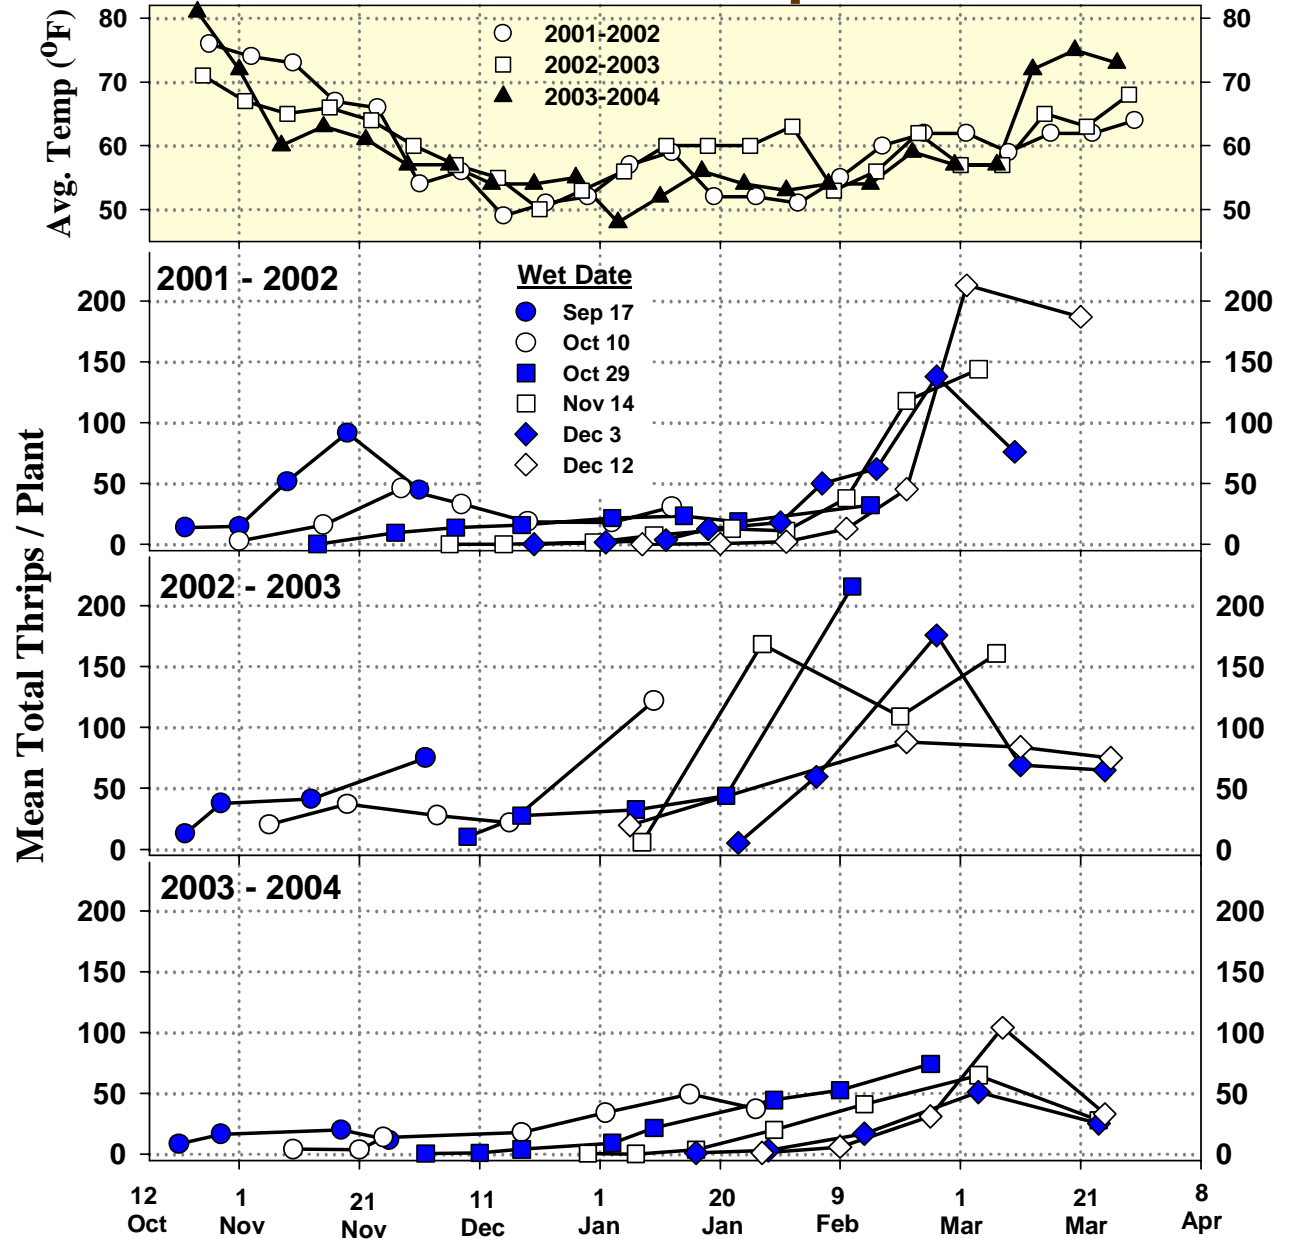 80 80
70 70
60 60
50 50
Avg. Temp (⁰F)
2001-2002
2002-2003
2003-2004
2001 - 2002
Wet Date
Sep 17
Oct 10
Oct 29
Nov 14
Dec 3
Dec 12
200 200
150 150
100 100
50 50
0 0
Mean Total Thrips / Plant
2002 - 2003
200 200
150 150
100 100
50 50
0 0
2003 - 2004
200 200
150 150
100 100
50 50
0 0
12 1 21 11 1 20 9 1 21 8
Oct Nov Nov Dec Jan Jan Feb Mar Mar Apr